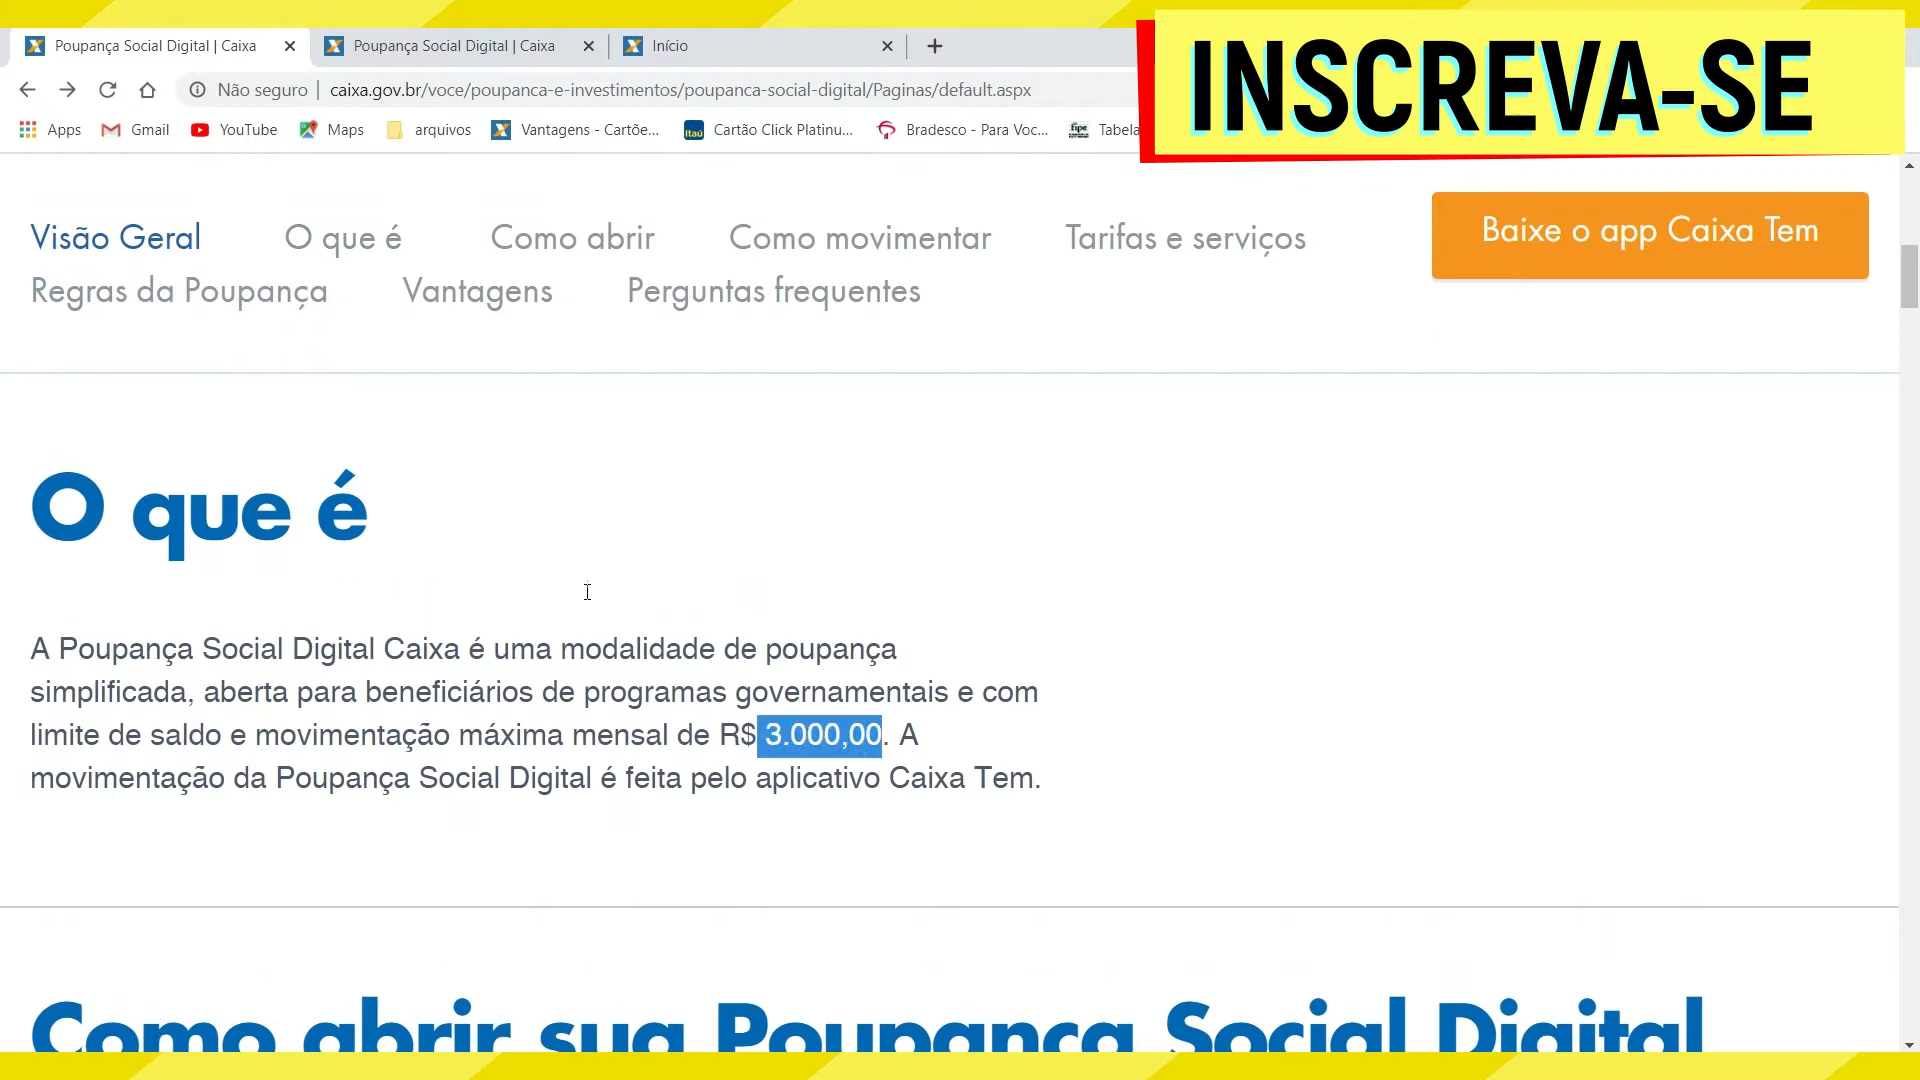 INSCREVA-SE
Poupança Social Digital | Caixa
Poupança Social Digital | Caixa
Início
Não seguro | caixa.gov.br/voce/poupanca-e-investimentos/poupanca-social-digital/Paginas/default.aspx
Apps Gmail YouTube Maps arquivos Vantagens - Cartõe... Itaú Cartão Click Platinu... Bradesco - Para Voc... fipe Tabela
Visão Geral O que é Como abrir Como movimentar Tarifas e serviços
Baixe o app Caixa Tem
Regras da Poupança Vantagens Perguntas frequentes
O que é
A Poupança Social Digital Caixa é uma modalidade de poupança
simplificada, aberta para beneficiários de programas governamentais e com
limite de saldo e movimentação máxima mensal de R$ 3.000,00. A
movimentação da Poupança Social Digital é feita pelo aplicativo Caixa Tem.
Como abrir sua Poupança Social Digital